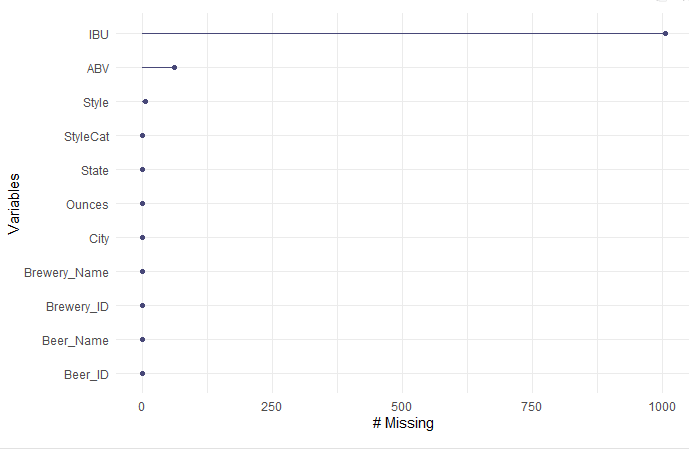 Variables
IBU
ABV
Style
StyleCat
State
Ounces
City
Brewery_Name
Brewery_ID
Beer_Name
Beer_ID
0 250 500 750 1000
# Missing